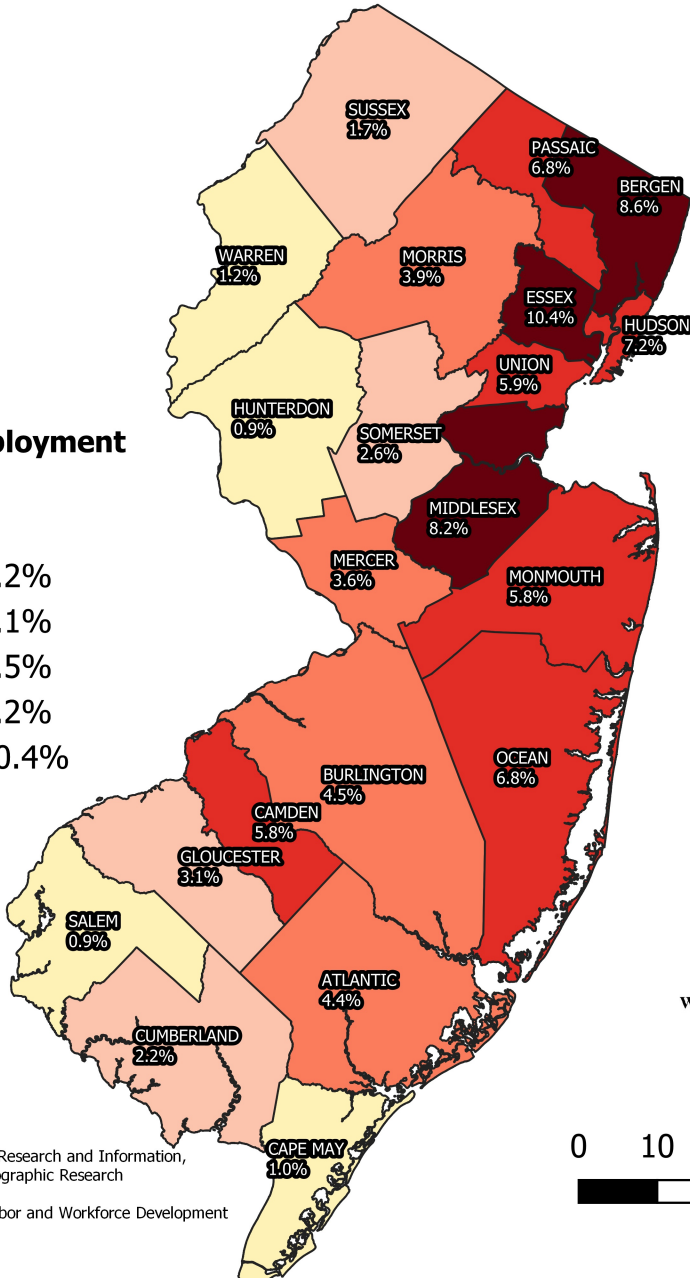 SUSSEX
1.7%
PASSAIC
6.8%
BERGEN
8.6%
WARREN
1.2%
MORRIS
3.9%
ESSEX
10.4%
HUDSON
7.2%
UNION
5.9%
HUNTERDON
0.9%
SOMERSET
2.6%
ployment
MIDDLESEX
8.2%
MERCER
3.6%
MONMOUTH
5.8%
.2%
.1%
.5%
.2%
0.4%
OCEAN
6.8%
BURLINGTON
4.5%
CAMDEN
5.8%
GLOUCESTER
3.1%
SALEM
0.9%
ATLANTIC
4.4%
W
CUMBERLAND
2.2%
CAPE MAY
1.0%
Research and Information,
ographic Research
bor and Workforce Development
0 10